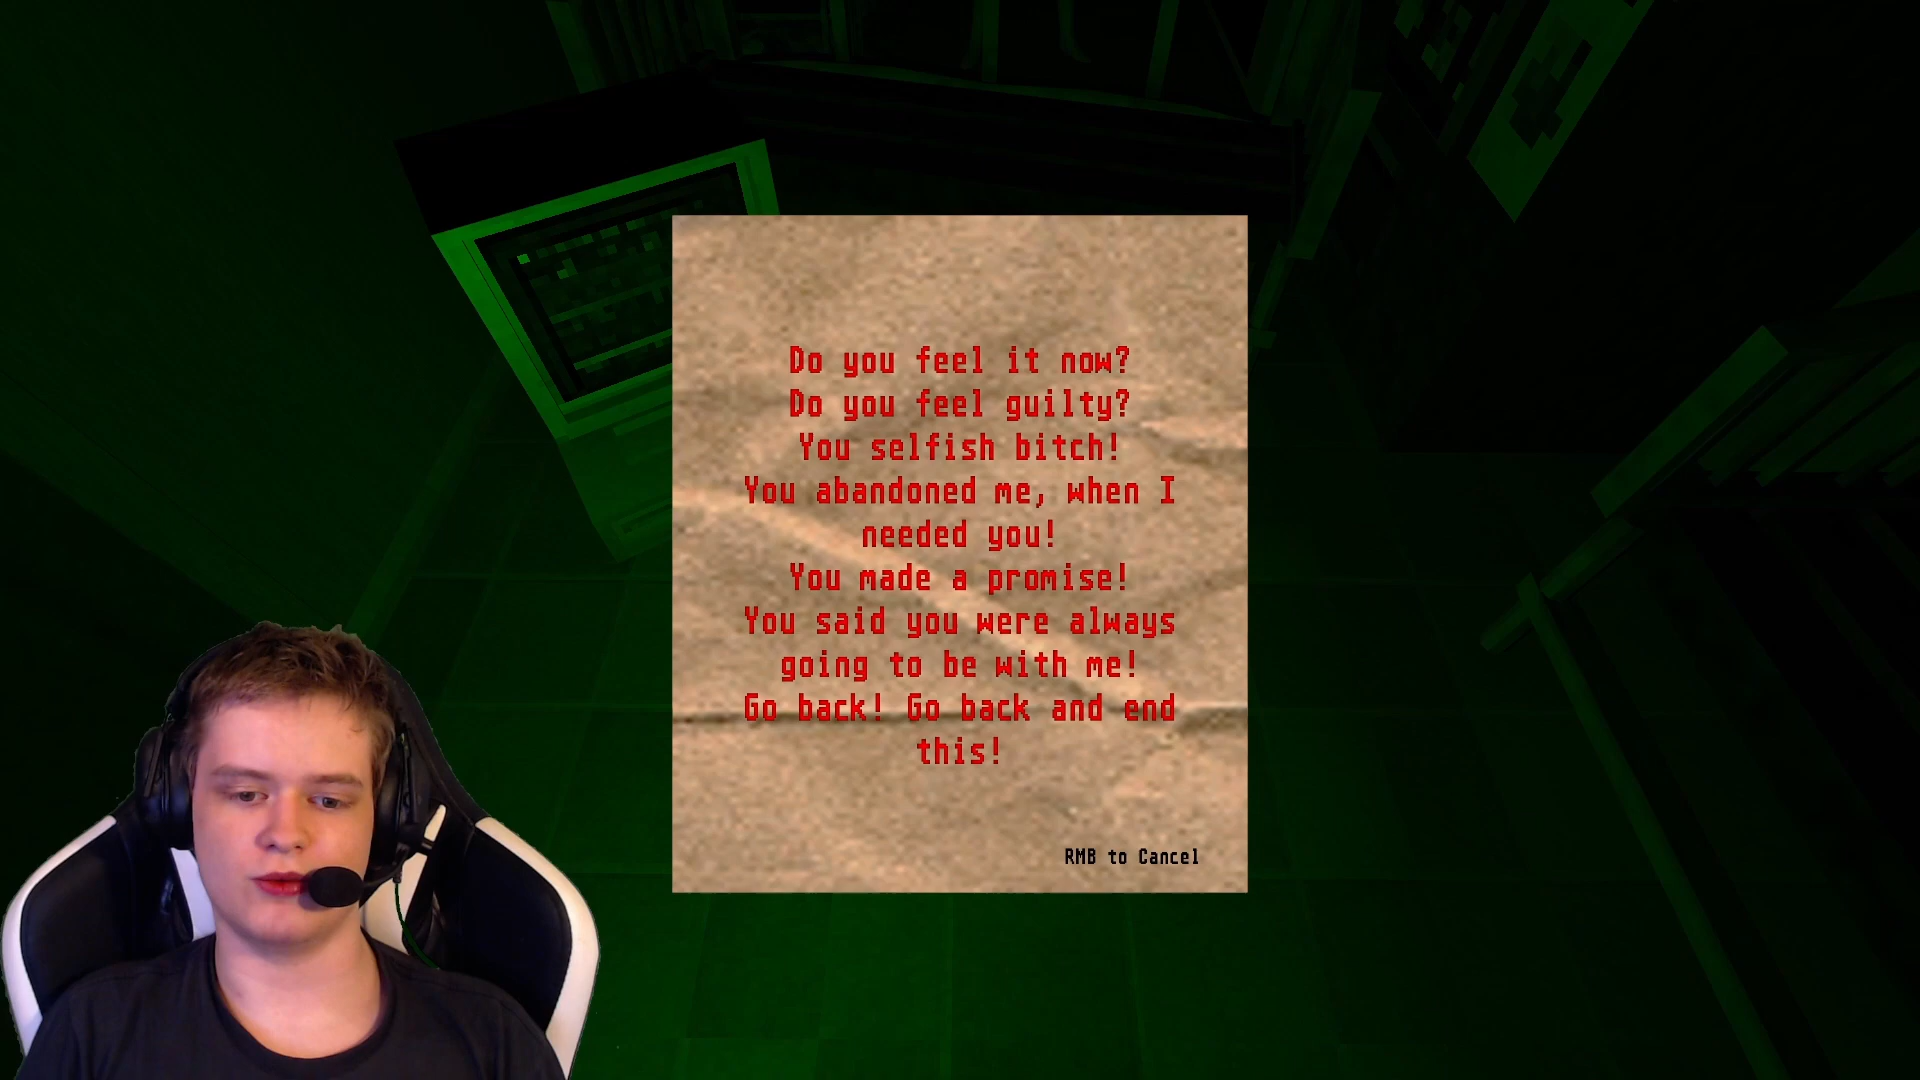 Do you feel it now?
Do you feel guilty?
You selfish bitch!
You abandoned me, when I
needed you!
You made a promise!
You said you were always
going to be with me!
Go back! Go back and end
this!
RMB to Cancel